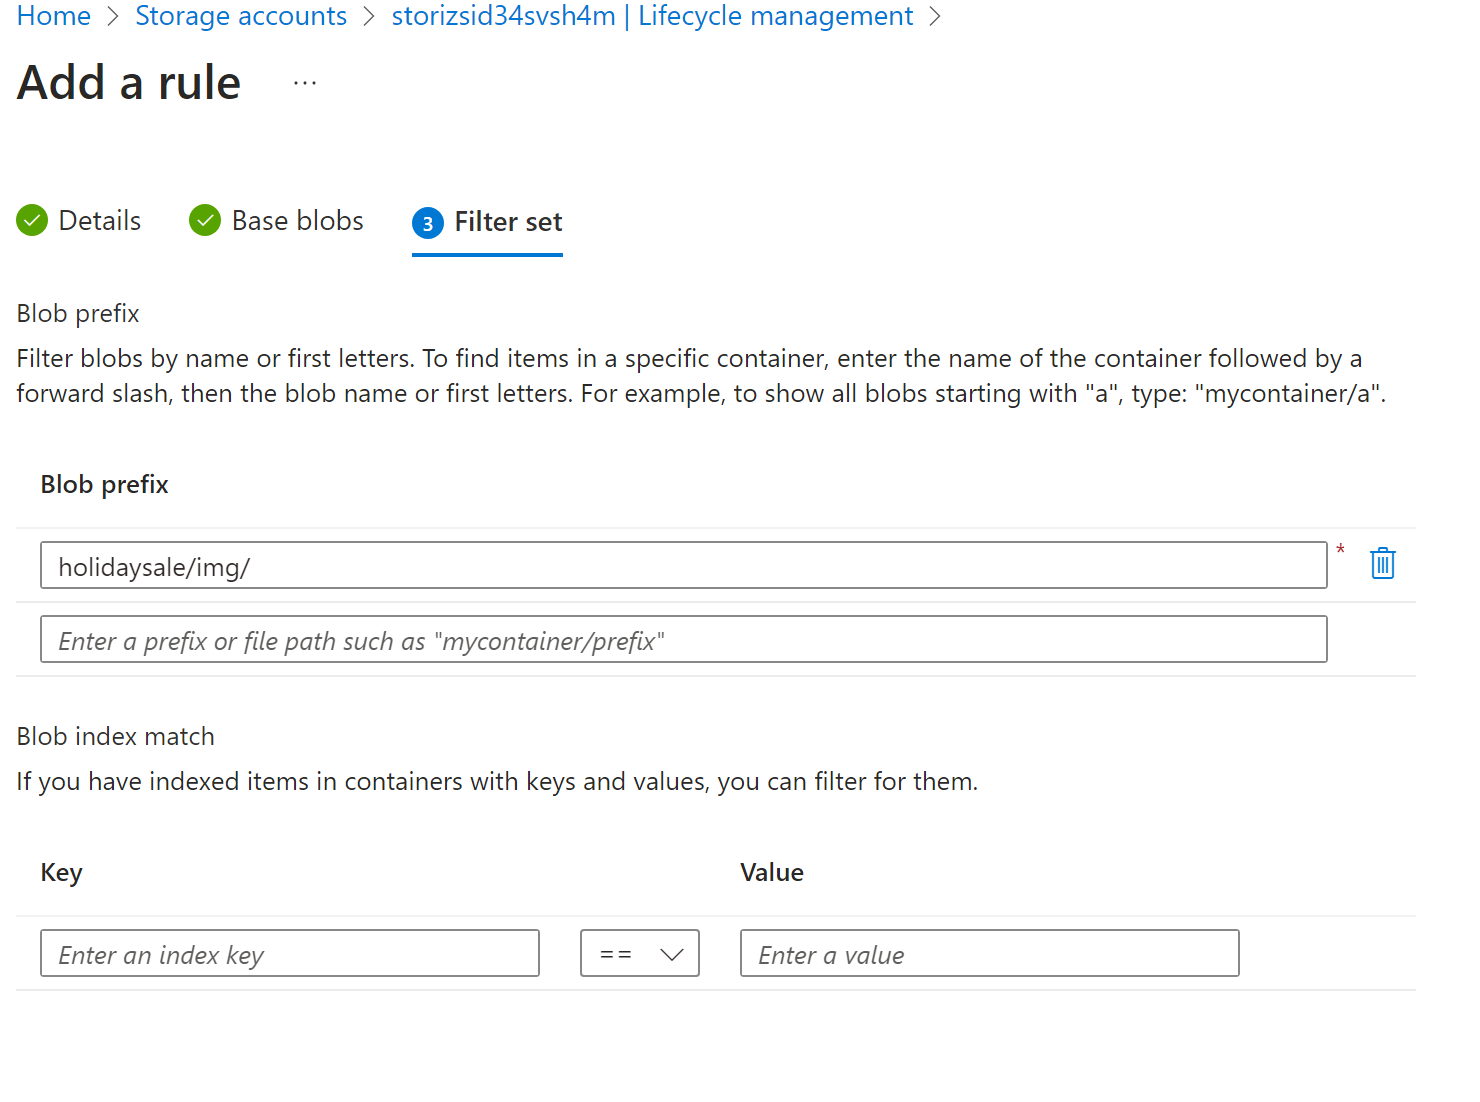 Home > Storage accounts > storizsid34svsh4m | Lifecycle management >
Add a rule ...
Details Base blobs 3 Filter set
Blob prefix
Filter blobs by name or first letters. To find items in a specific container, enter the name of the container followed by a
forward slash, then the blob name or first letters. For example, to show all blobs starting with "a", type: "mycontainer/a".
Blob prefix
holidaysale/img/ *
Enter a prefix or file path such as "mycontainer/prefix"
Blob index match
If you have indexed items in containers with keys and values, you can filter for them.
Key Value
Enter an index key == Enter a value